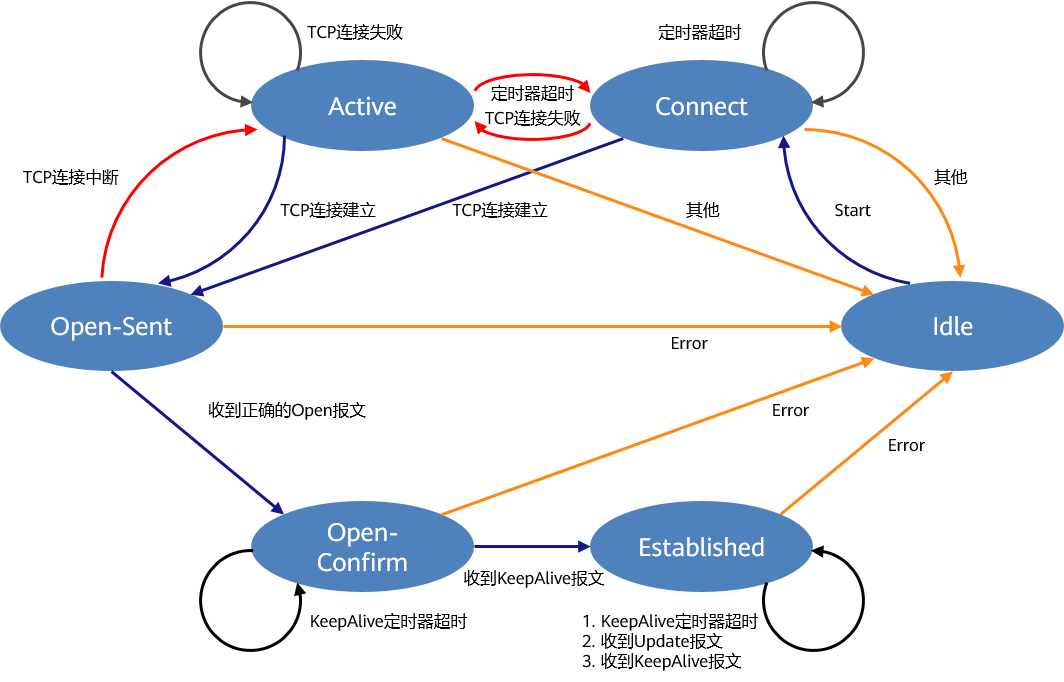 TCP连接失败
定时器超时
Active
定时器超时
TCP连接失败
Connect
TCP连接中断
TCP连接建立
TCP连接建立
其他
Start
其他
Open-Sent
Idle
Error
收到正确的Open报文
Error
Error
Open-
Confirm
Established
收到KeepAlive报文
KeepAlive定时器超时
1. KeepAlive定时器超时
2. 收到Update报文
3. 收到KeepAlive报文